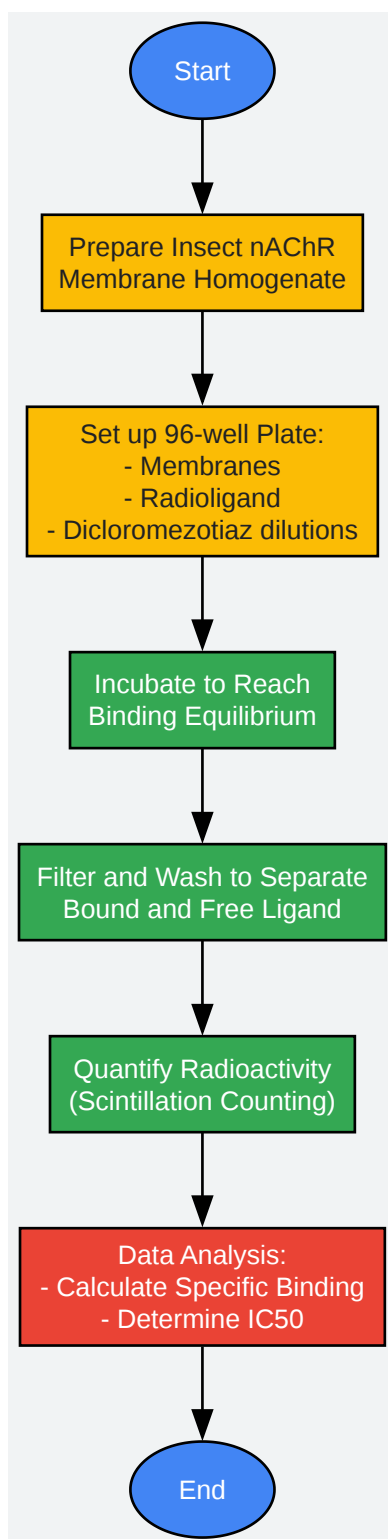 Start
Prepare Insect nAChR
Membrane Homogenate
Set up 96-well Plate:
- Membranes
- Radioligand
- Dicloromezotiaz dilutions
Incubate to Reach
Binding Equilibrium
Filter and Wash to Separate
Bound and Free Ligand
Quantify Radioactivity
(Scintillation Counting)
Data Analysis:
- Calculate Specific Binding
- Determine IC50
End